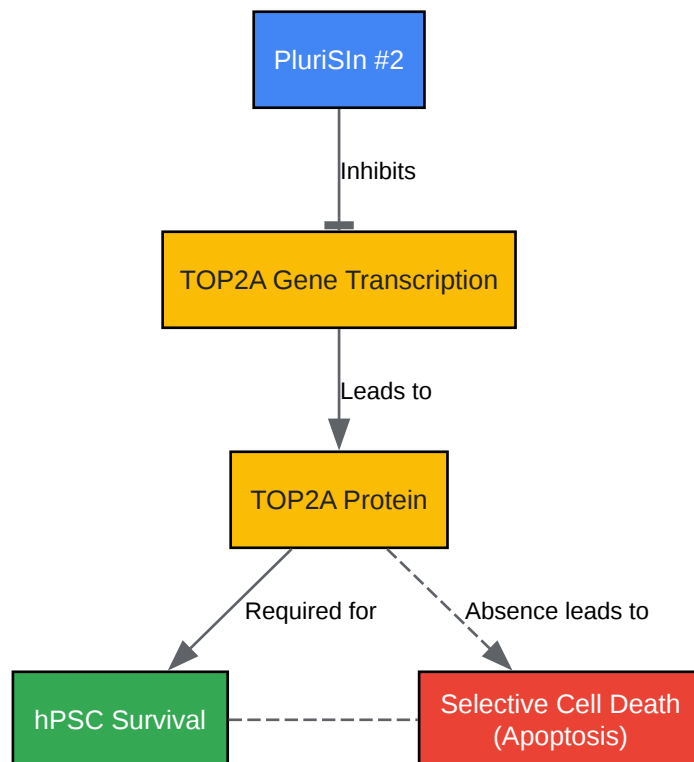 PluriSIn #2
Inhibits
TOP2A Gene Transcription
Leads to
TOP2A Protein
Required for
Absence leads to
hPSC Survival
Selective Cell Death
(Apoptosis)